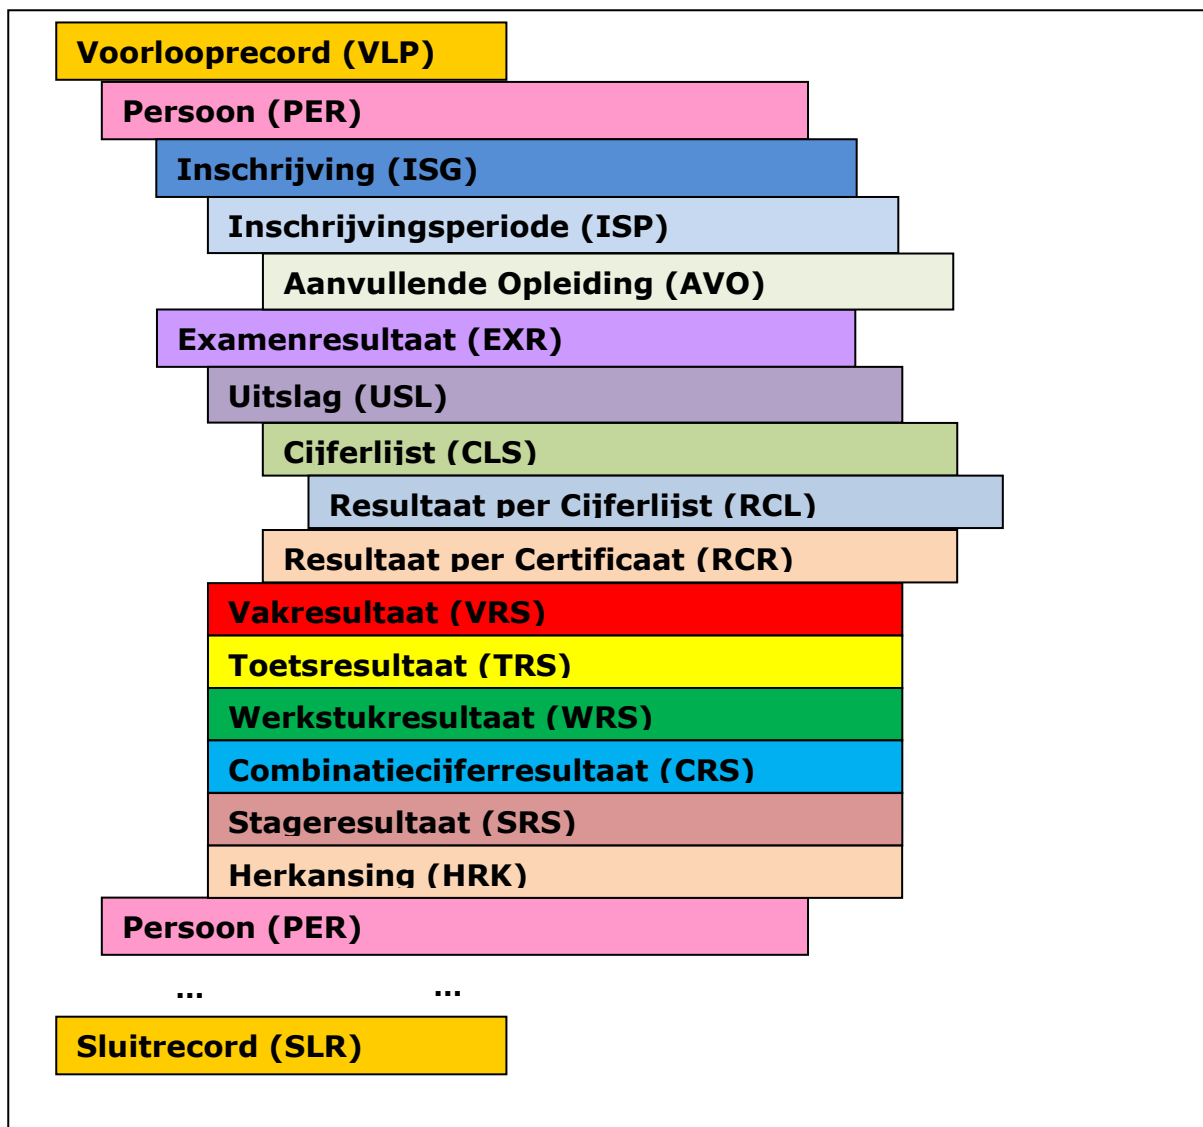 Voorlooprecord (VLP)
Persoon (PER)
Inschrijving (ISG)
Inschrijvingsperiode (ISP)
Aanvullende Opleiding (AVO)
Examenresultaat (EXR)
Uitslag (USL)
Cijferlijst (CLS)
Resultaat per Cijferlijst (RCL)
Resultaat per Certificaat (RCR)
Vakresultaat (VRS)
Toetsresultaat (TRS)
Werkstukresultaat (WRS)
Combinatiecijferresultaat (CRS)
Stageresultaat (SRS)
Herkansing (HRK)
Persoon (PER)
... ...
Sluitrecord (SLR)